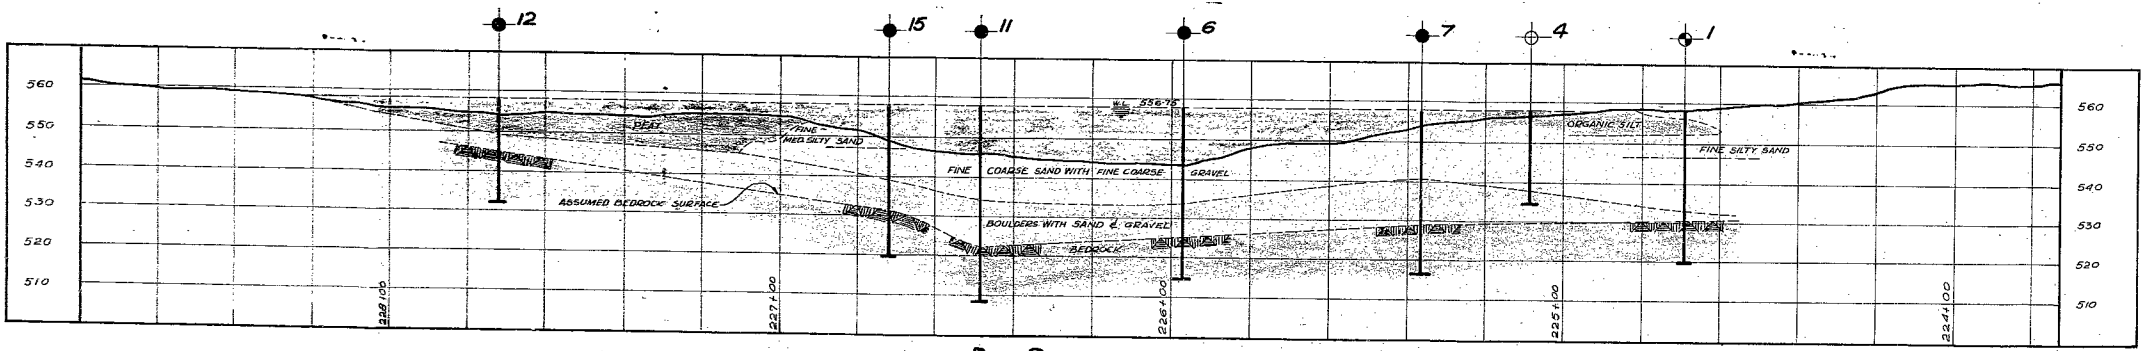 12
15
11
6
7
4
1
560
550
540
530
520
510
W.L. 556.75
PEAT
FINE
MED. SILTY SAND
ORGANIC SILT
FINE SILTY SAND
FINE COARSE SAND WITH FINE COARSE GRAVEL
ASSUMED BEDROCK SURFACE
BOULDERS WITH SAND & GRAVEL
BEDROCK
228+00
227+00
226+00
225+00
224+00
560
550
540
530
520
510